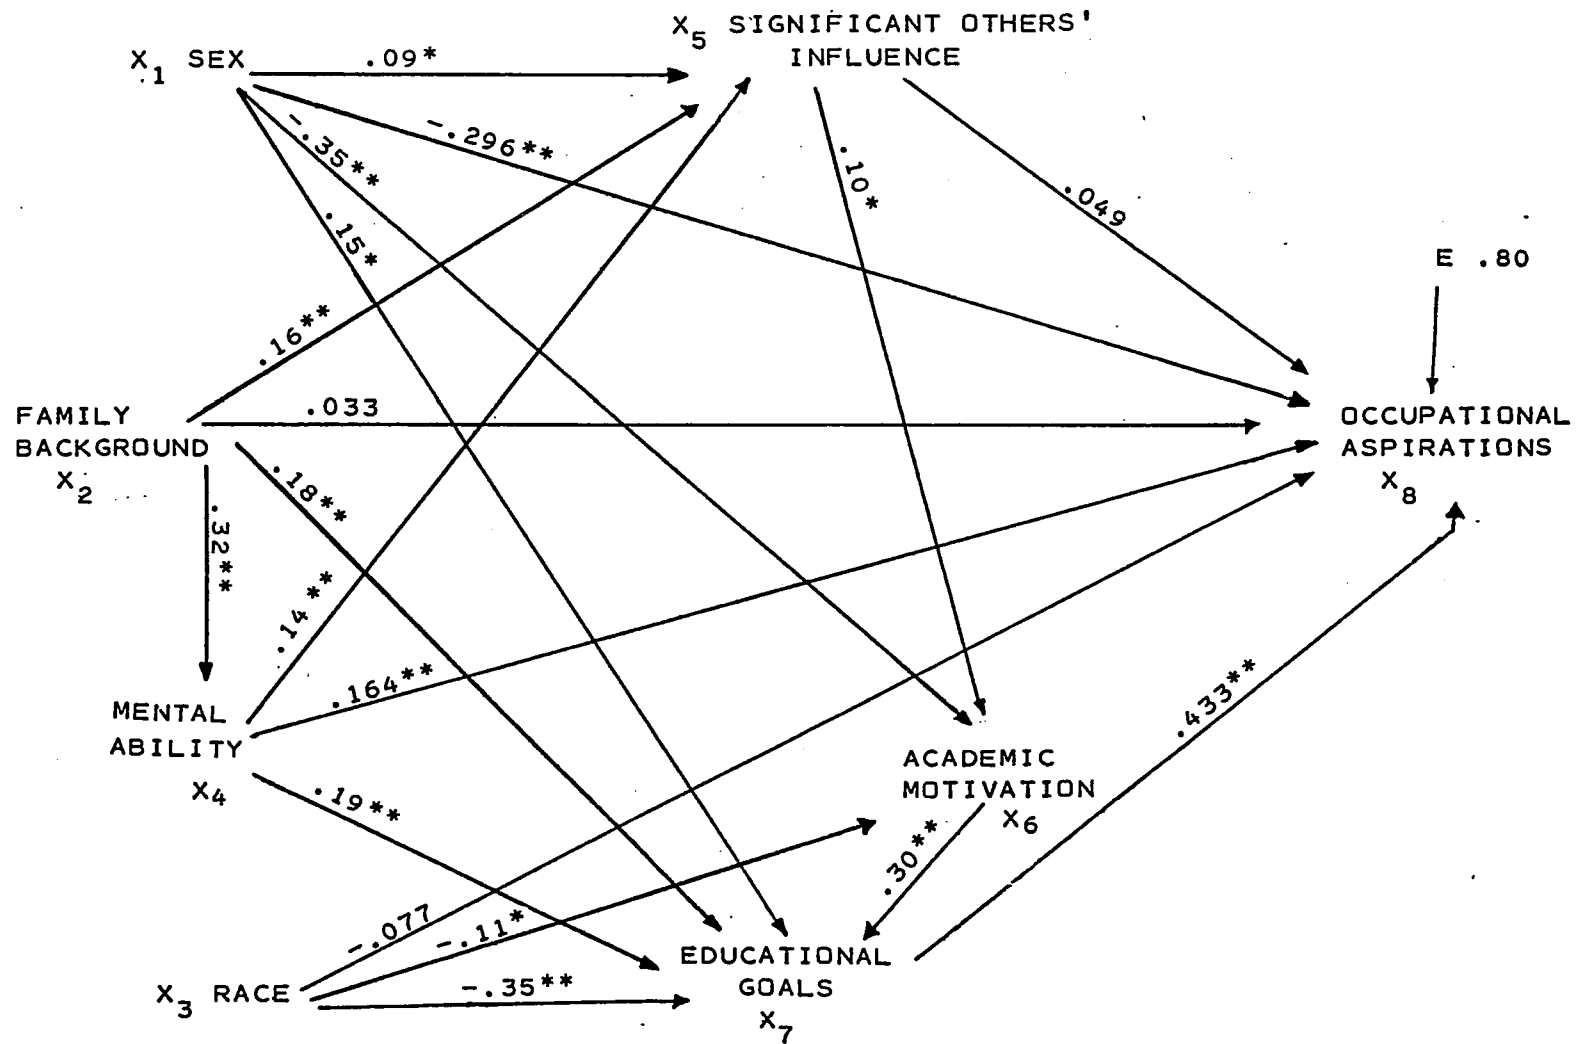 X5 SIGNIFICANT OTHERS'
INFLUENCE
X1 SEX
.09*
-.296**
-.35**
.15*
.10*
.049
E .80
.16**
FAMILY
BACKGROUND
X2
.033
OCCUPATIONAL
ASPIRATIONS
X8
.18**
.32**
.14**
.164**
MENTAL
ABILITY
X4
.433**
ACADEMIC
MOTIVATION
X6
.19**
.30**
-.077
-.11*
EDUCATIONAL
GOALS
X7
X3 RACE
-.35**